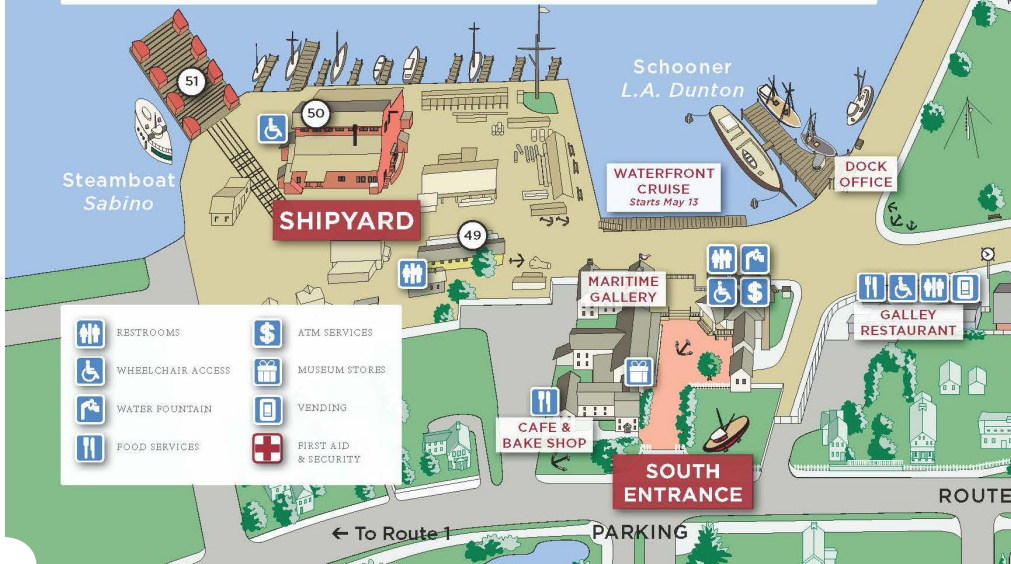 51
50
Schooner
L.A. Dunton
Steamboat
Sabino
WATERFRONT
CRUISE
Starts May 13
DOCK
OFFICE
SHIPYARD
49
MARITIME
GALLERY
$
GALLEY
RESTAURANT
RESTROOMS
$ ATM SERVICES
WHEELCHAIR ACCESS
MUSEUM STORES
WATER FOUNTAIN
VENDING
FOOD SERVICES
FIRST AID
& SECURITY
CAFE &
BAKE SHOP
SOUTH
ENTRANCE
ROUTE
← To Route 1
PARKING